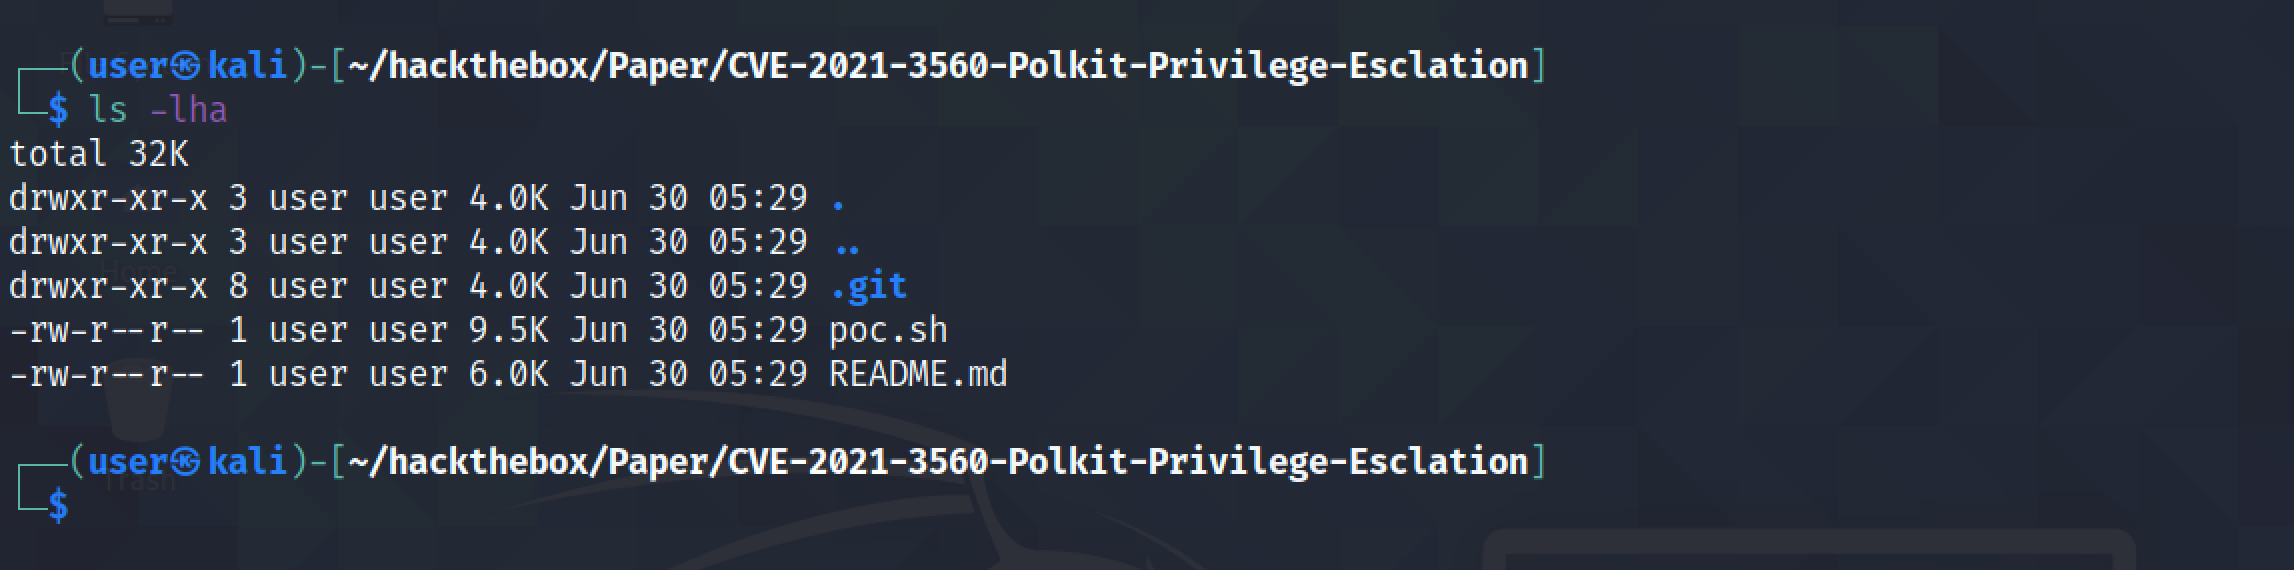 (user㉿kali)-[~/hackthebox/Paper/CVE-2021-3560-Polkit-Privilege-Esclation]
$ ls -lha
total 32K
drwxr-xr-x 3 user user 4.0K Jun 30 05:29 .
drwxr-xr-x 3 user user 4.0K Jun 30 05:29 ..
drwxr-xr-x 8 user user 4.0K Jun 30 05:29 .git
-rw-r--r-- 1 user user 9.5K Jun 30 05:29 poc.sh
-rw-r--r-- 1 user user 6.0K Jun 30 05:29 README.md
(user㉿kali)-[~/hackthebox/Paper/CVE-2021-3560-Polkit-Privilege-Esclation]
$
Home
Trash